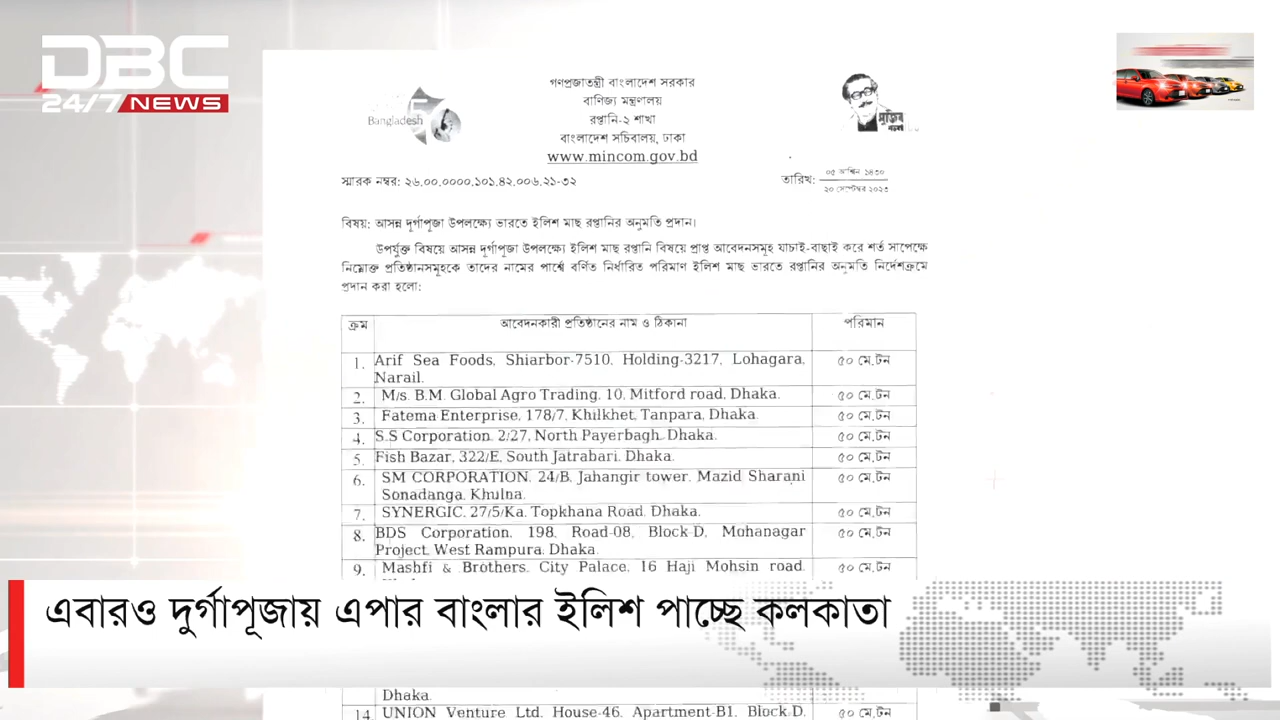 DBC
24/7 NEWS
Bangladesh
গণপ্রজাতন্ত্রী বাংলাদেশ সরকার
বাণিজ্য মন্ত্রণালয়
রপ্তানি-২ শাখা
বাংলাদেশ সচিবালয়, ঢাকা
www.mincom.gov.bd
মুজিব
স্মারক নম্বর: ২৬.০০.০০০০.১০১.৪২.০০৬.২১-৩২
তারিখ: ০৫ আশ্বিন ১৪৩০
২০ সেপ্টেম্বর ২০২৩
বিষয়: আসন্ন দূর্গাপূজা উপলক্ষ্যে ভারতে ইলিশ মাছ রপ্তানির অনুমতি প্রদান।
উপর্যুক্ত বিষয়ে আসন্ন দূর্গাপূজা উপলক্ষ্যে ইলিশ মাছ রপ্তানি বিষয়ে প্রাপ্ত আবেদনসমূহ যাচাই-বাছাই করে শর্ত সাপেক্ষে
নিম্নোক্ত প্রতিষ্ঠানসমূহকে তাদের নামের পার্শ্বে বর্ণিত নির্ধারিত পরিমাণ ইলিশ মাছ ভারতে রপ্তানির অনুমতি নির্দেশক্রমে
প্রদান করা হলো:
ক্রম আবেদনকারী প্রতিষ্ঠানের নাম ও ঠিকানা পরিমান
1. Arif Sea Foods, Shiarbor-7510, Holding-3217, Lohagara, ৫০ মে.টন
Narail.
2. M/s. B.M. Global Agro Trading, 10, Mitford road, Dhaka. ৫০ মে.টন
3. Fatema Enterprise, 178/7, Khilkhet, Tanpara, Dhaka. ৫০ মে.টন
4. S.S Corporation, 2/27, North Payerbagh, Dhaka. ৫০ মে.টন
5. Fish Bazar, 322/E, South Jatrabari, Dhaka. ৫০ মে.টন
6. SM CORPORATION, 24/B, Jahangir tower, Mazid Sharani ৫০ মে.টন
Sonadanga, Khulna.
7. SYNERGIC, 27/5/Ka, Topkhana Road, Dhaka. ৫০ মে.টন
8. BDS Corporation, 198, Road-08, Block-D, Mohanagar ৫০ মে.টন
Project, West Rampura, Dhaka.
9. Mashfi & Brothers, City Palace, 16 Haji Mohsin road, ৫০ মে.টন
এবারও দুর্গাপূজায় এপার বাংলার ইলিশ পাচ্ছে কলকাতা
Dhaka.
14. UNION Venture Ltd, House-46, Apartment-B1, Block-D, ৫০ মে.টন